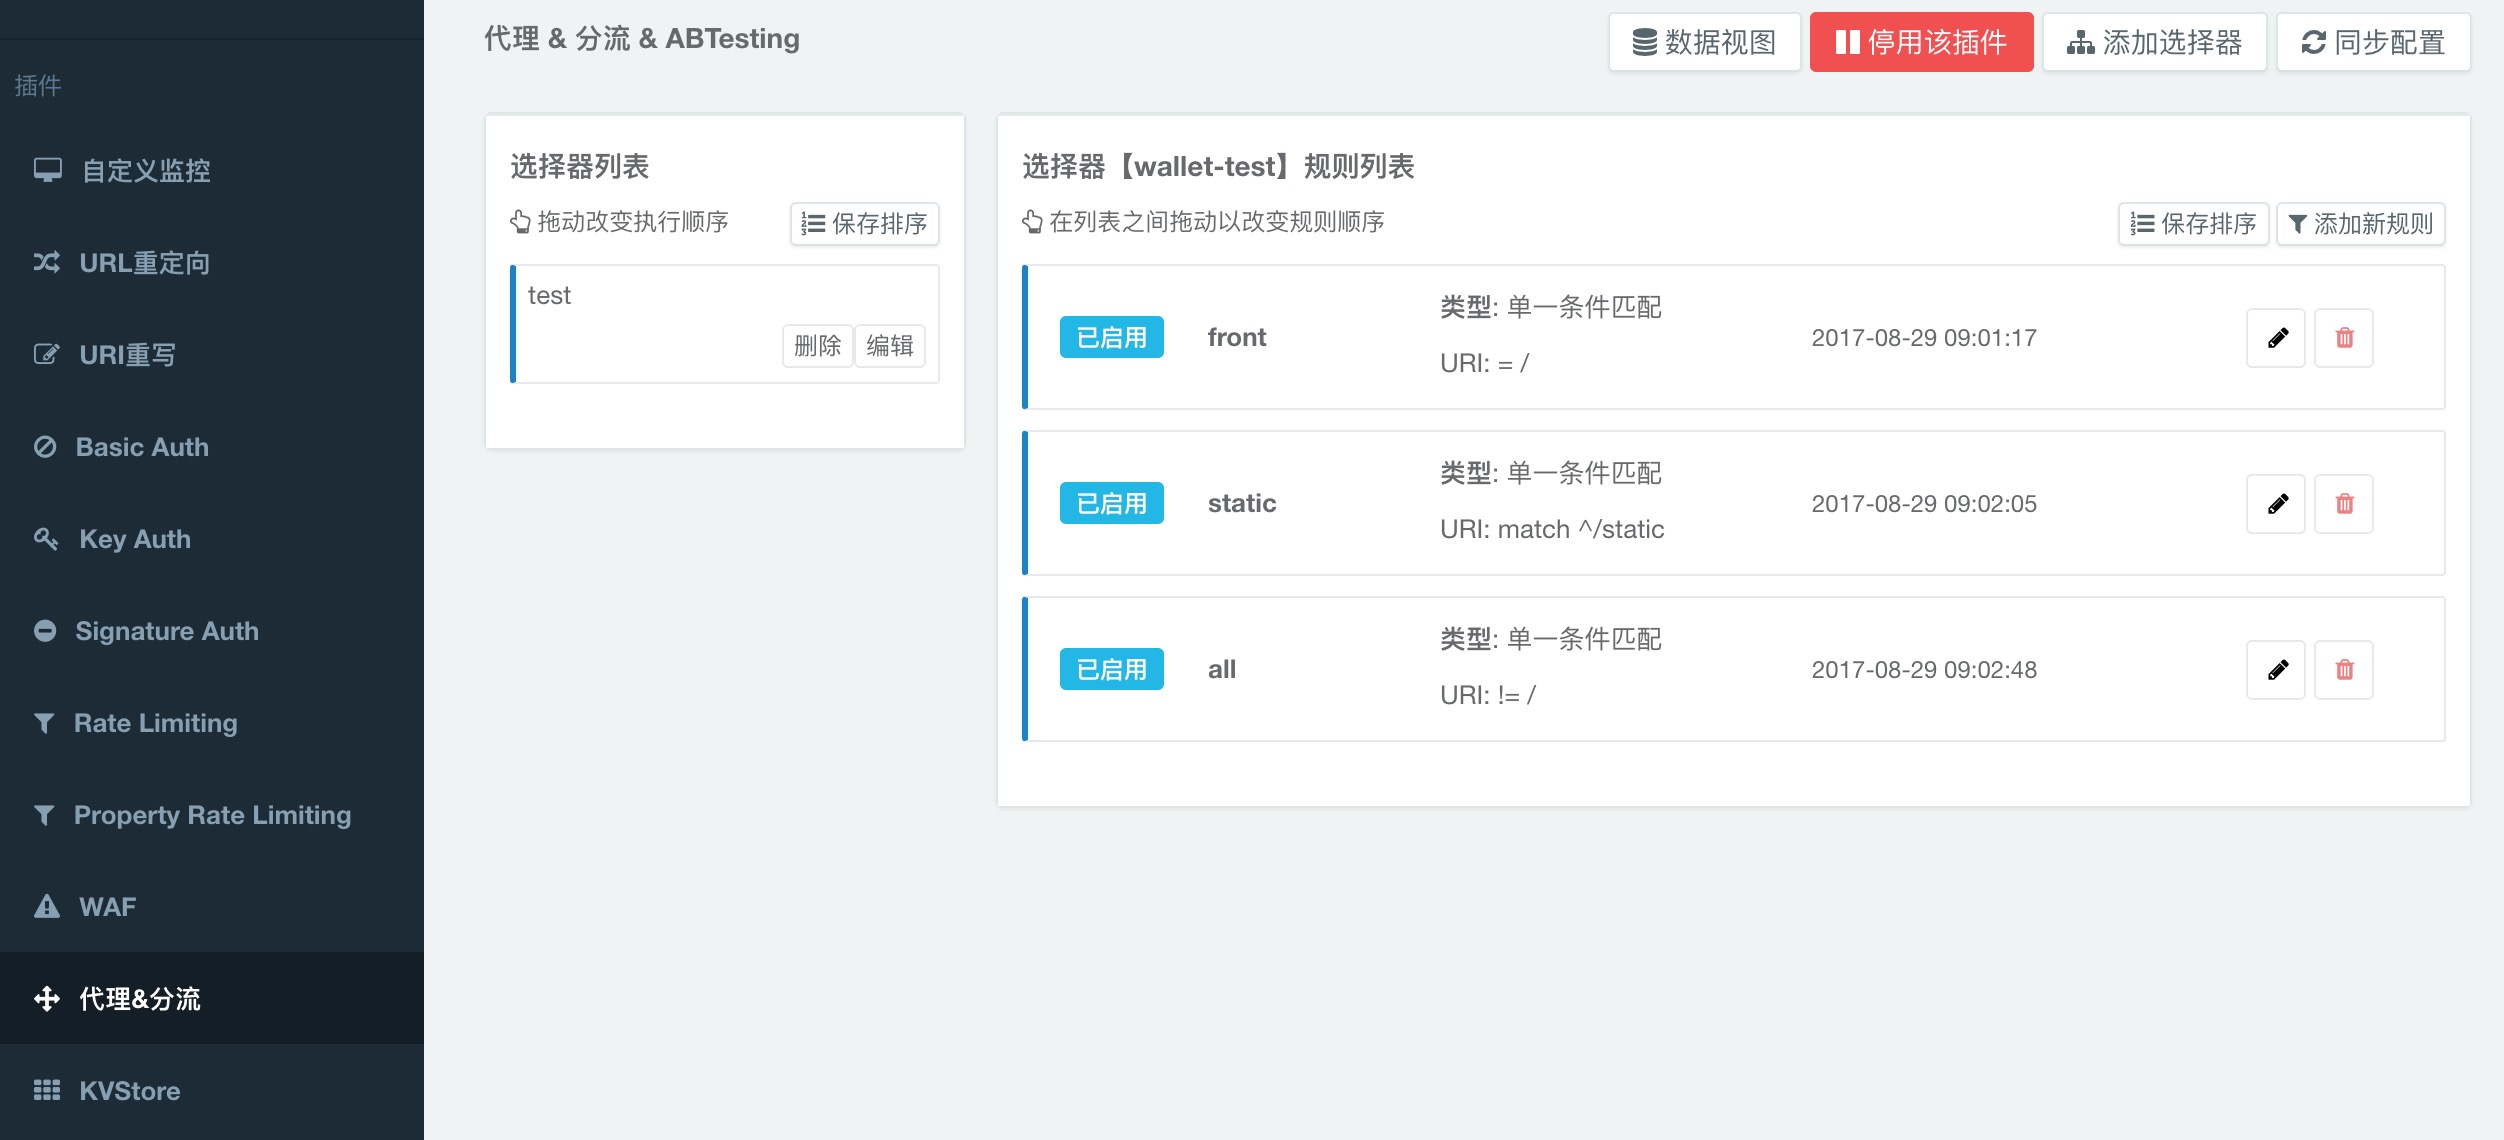 插件
自定义监控
URL重定向
URI重写
Basic Auth
Key Auth
Signature Auth
Rate Limiting
Property Rate Limiting
WAF
代理&分流
KVStore
代理 & 分流 & ABTesting
数据视图
停用该插件
添加选择器
同步配置
选择器列表
拖动改变执行顺序
保存排序
test
删除
编辑
选择器【wallet-test】规则列表
在列表之间拖动以改变规则顺序
保存排序
添加新规则
已启用
front
类型: 单一条件匹配
URI: = /
2017-08-29 09:01:17
已启用
static
类型: 单一条件匹配
URI: match ^/static
2017-08-29 09:02:05
已启用
all
类型: 单一条件匹配
URI: != /
2017-08-29 09:02:48